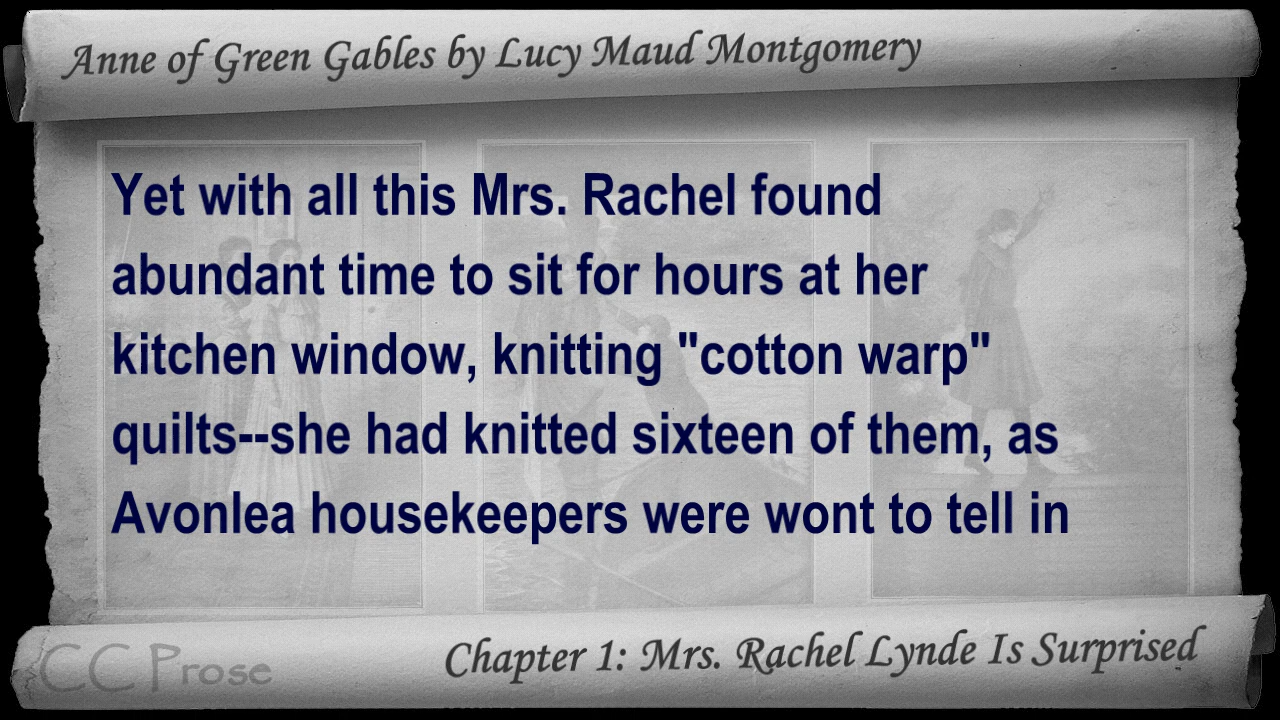 Anne of Green Gables by Lucy Maud Montgomery
Yet with all this Mrs. Rachel found
abundant time to sit for hours at her
kitchen window, knitting "cotton warp"
quilts--she had knitted sixteen of them, as
Avonlea housekeepers were wont to tell in
CC Prose
Chapter 1: Mrs. Rachel Lynde Is Surprised